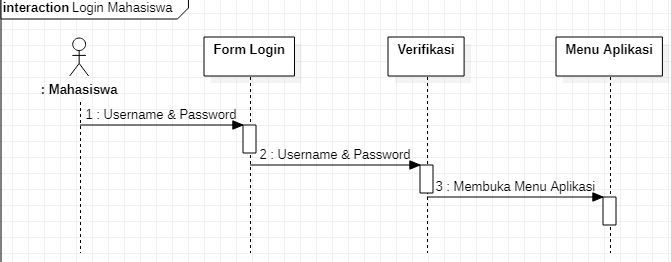 interaction Login Mahasiswa
Form Login
Verifikasi
Menu Aplikasi
: Mahasiswa
1 : Username & Password
2 : Username & Password
3 : Membuka Menu Aplikasi